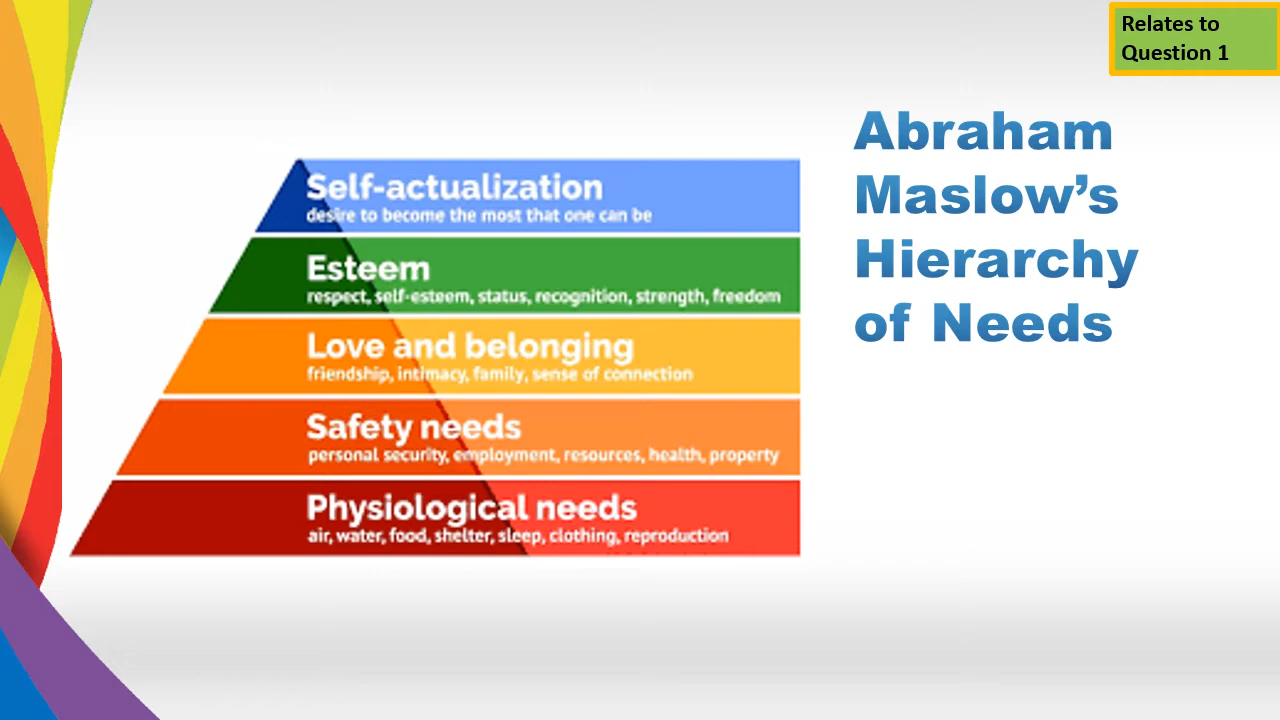 Relates to
Question 1
Abraham
Maslow’s
Hierarchy
of Needs
Self-actualization
desire to become the most that one can be
Esteem
respect, self-esteem, status, recognition, strength, freedom
Love and belonging
friendship, intimacy, family, sense of connection
Safety needs
personal security, employment, resources, health, property
Physiological needs
air, water, food, shelter, sleep, clothing, reproduction